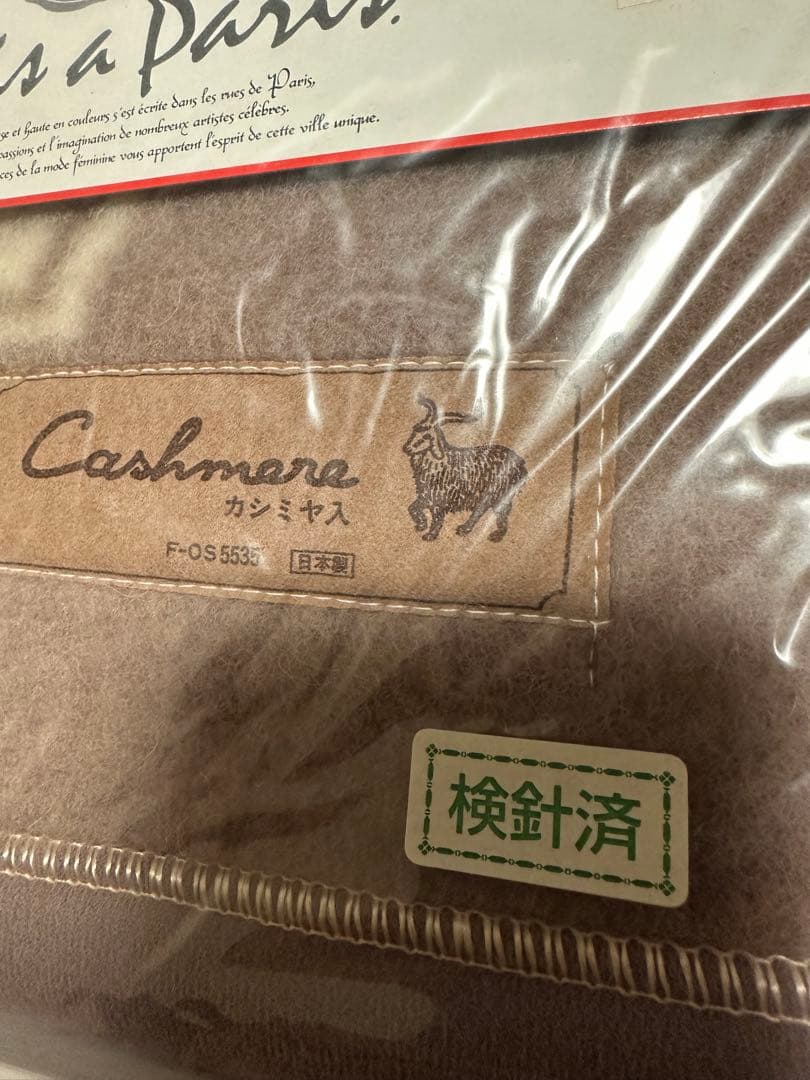 a Paris.
et haute en couleurs s'est écrite dans les rues de Paris,
passions et l'imagination de nombreux artistes célèbres.
de la mode féminine vous apportent l'esprit de cette ville unique.
Cashmere
カシミヤ入
F-OS5535 日本製
検針済